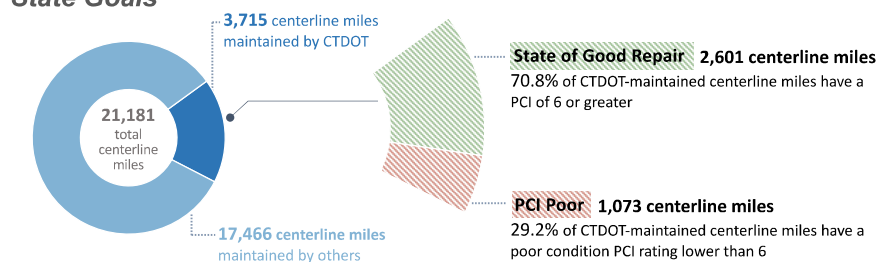 State Goals
3,715 centerline miles
maintained by CTDOT
21,181
total
centerline
miles
17,466 centerline miles
maintained by others
State of Good Repair 2,601 centerline miles
70.8% of CTDOT-maintained centerline miles have a
PCI of 6 or greater
PCI Poor 1,073 centerline miles
29.2% of CTDOT-maintained centerline miles have a
poor condition PCI rating lower than 6